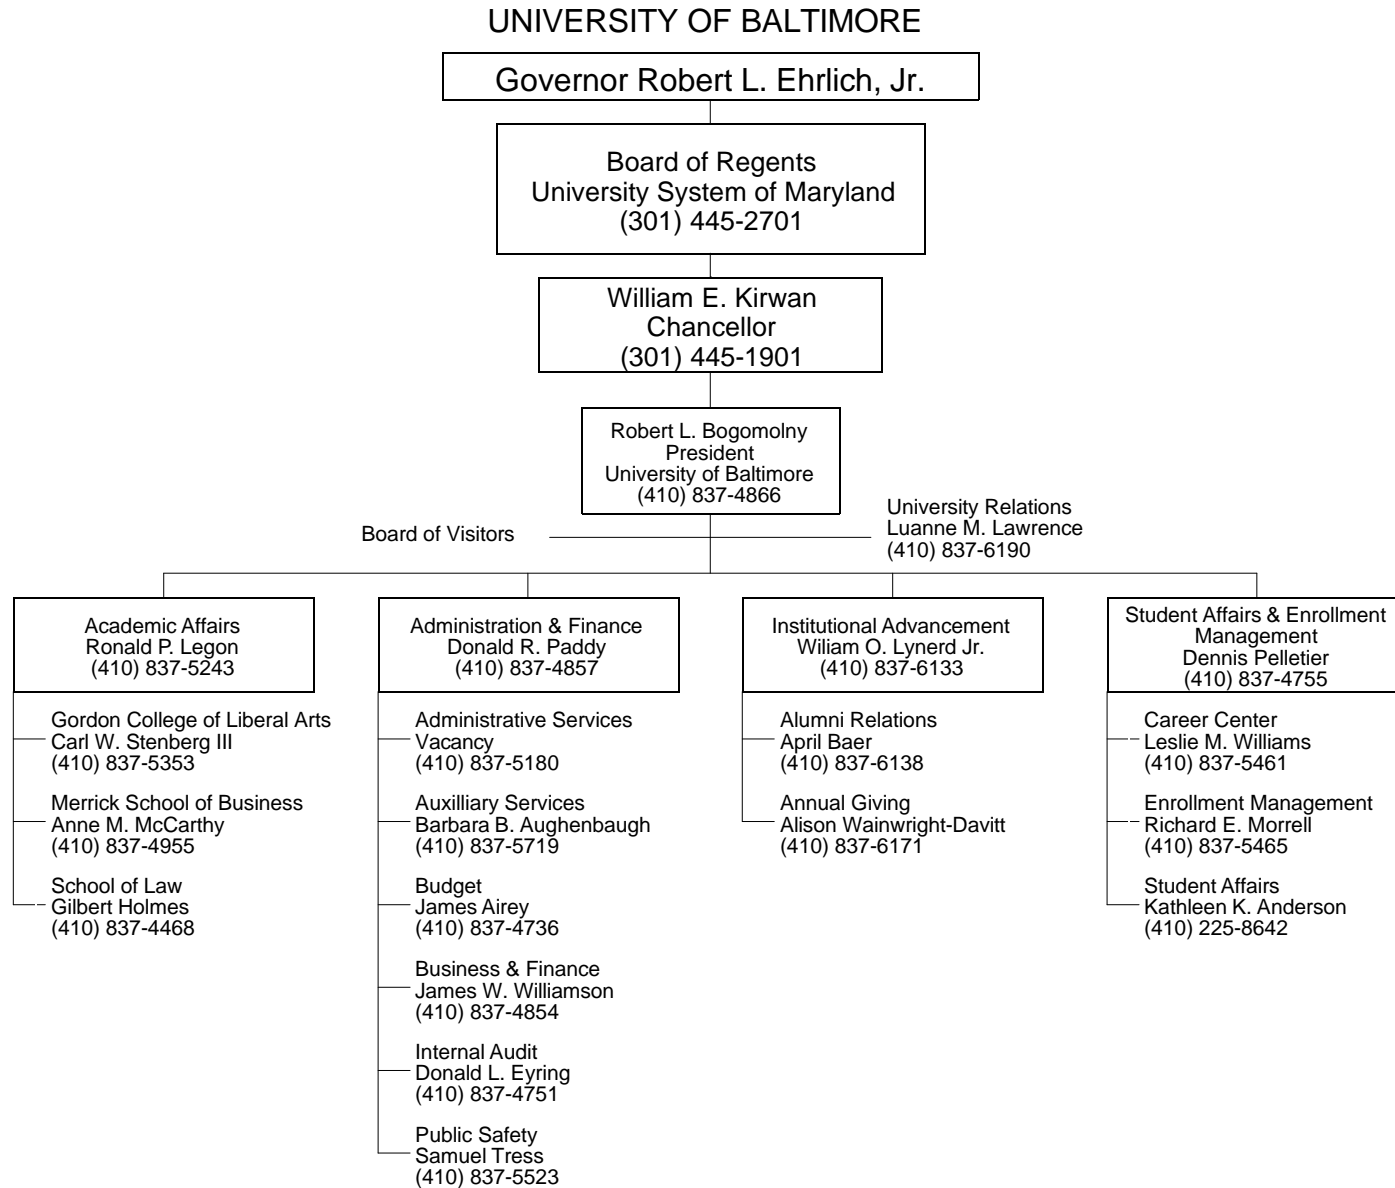 UNIVERSITY OF BALTIMORE
Governor Robert L. Ehrlich, Jr.
Board of Regents
University System of Maryland
(301) 445-2701
William E. Kirwan
Chancellor
(301) 445-1901
Robert L. Bogomolny
President
University of Baltimore
(410) 837-4866
Board of Visitors
University Relations
Luanne M. Lawrence
(410) 837-6190
Academic Affairs
Ronald P. Legon
(410) 837-5243
Gordon College of Liberal Arts
Carl W. Stenberg III
(410) 837-5353
Merrick School of Business
Anne M. McCarthy
(410) 837-4955
School of Law
Gilbert Holmes
(410) 837-4468
Administration & Finance
Donald R. Paddy
(410) 837-4857
Administrative Services
Vacancy
(410) 837-5180
Auxilliary Services
Barbara B. Aughenbaugh
(410) 837-5719
Budget
James Airey
(410) 837-4736
Business & Finance
James W. Williamson
(410) 837-4854
Internal Audit
Donald L. Eyring
(410) 837-4751
Public Safety
Samuel Tress
(410) 837-5523
Institutional Advancement
Wiliam O. Lynerd Jr.
(410) 837-6133
Alumni Relations
April Baer
(410) 837-6138
Annual Giving
Alison Wainwright-Davitt
(410) 837-6171
Student Affairs & Enrollment
Management
Dennis Pelletier
(410) 837-4755
Career Center
Leslie M. Williams
(410) 837-5461
Enrollment Management
Richard E. Morrell
(410) 837-5465
Student Affairs
Kathleen K. Anderson
(410) 225-8642